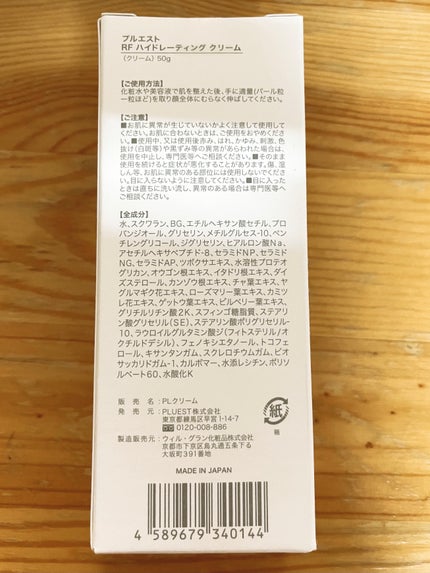 プルエスト
RF ハイドレーティング クリーム
〈クリーム〉50g
【ご使用方法】
化粧水や美容液で肌を整えた後、手に適量(パール粒
一粒ほど)を取り顔全体にむらなく伸ばしてください。
【ご注意】
■お肌に異常が生じていないかよく注意して使用して
ください。お肌に合わないときは、ご使用をおやめください。
■使用中、又は使用後赤み、はれ、かゆみ、刺激、色
抜け(白斑等)や黒ずみ等の異常があらわれた場合は、
使用を中止し、専門医等へご相談ください。■そのまま
使用を続けると症状が悪化することがあります。傷、湿
しん等、お肌に異常のある部位には使用しないでくださ
い。目に入らないように注意してください。■目に入った
ときは直ちに洗い流し、異常のある場合は専門医等へ
ご相談ください。
【全成分】
水、スクワラン、BG、エチルヘキサン酸セチル、プロ
パンジオール、グリセリン、メチルグルセス-10、ペン
チレングリコール、ジグリセリン、ヒアルロン酸Na、
アセチルヘキサペプチド-8、セラミドNP、セラミド
NG、セラミドAP、ツボクサエキス、水溶性プロテオ
グリカン、オウゴン根エキス、イタドリ根エキス、ダイ
ズステロール、カンゾウ根エキス、チャ葉エキス、ヤ
グルマギク花エキス、ローズマリー葉エキス、カミツ
レ花エキス、ゲットウ葉エキス、ビルベリー葉エキス、
グリチルリチン酸2K、スフィンゴ糖脂質、ステアリ
ン酸グリセリル(SE)、ステアリン酸ポリグリセリル-
10、ラウロイルグルタミン酸ジ(フィトステリル/オ
クチルドデシル)、フェノキシエタノール、トコフェ
ロール、キサンタンガム、スクレロチウムガム、ビオ
サッカリドガム-1、カルボマー、水添レシチン、ポリソ
ルベート60、水酸化K
販 売 : PLクリーム
発 売 元 : PLUEST株式会社
東京都練馬区早宮1-14-7
0120-008-886
製造販売元 : ウィル・グラン化粧品株式会社
京都市下京区烏丸通五条下る
大坂町391番地
紙
箱
MADE IN JAPAN
4 589679 340144